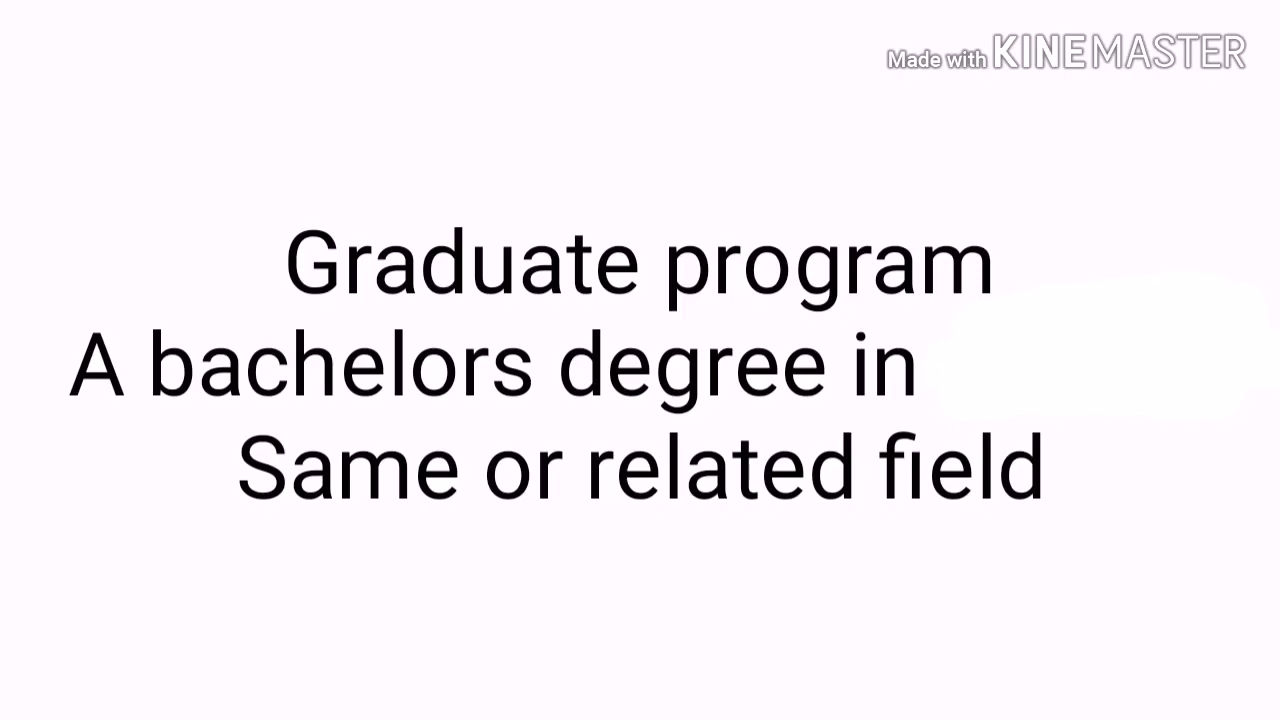 Made with KINEMASTER
Graduate program
A bachelors degree in
Same or related field